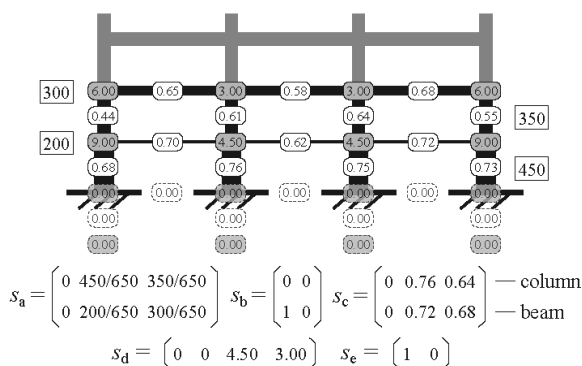 300 6.00 0.65 3.00 0.58 3.00 0.68 6.00
0.44 0.61 0.64 0.55 350
200 9.00 0.70 4.50 0.62 4.50 0.72 9.00
0.68 0.76 0.75 0.73 450
0.00 0.00 0.00 0.00 0.00 0.00 0.00
0.00 0.00 0.00 0.00
0.00 0.00 0.00 0.00
Sa = ( 0 450/650 350/650 ) Sb = ( 0 0 ) Sc = ( 0 0.76 0.64 ) — column
( 0 200/650 300/650 ) ( 1 0 ) ( 0 0.72 0.68 ) — beam
Sd = ( 0 0 4.50 3.00 ) Se = ( 1 0 )